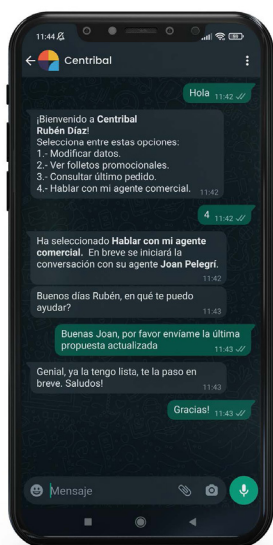 11:44
Centribal
Hola 11:42
¡Bienvenido a Centribal
Rubén Díaz!
Selecciona entre estas opciones:
1.- Modificar datos.
2.- Ver folletos promocionales.
3.- Consultar último pedido.
4.- Hablar con mi agente comercial. 11:42
4 11:42
Ha seleccionado Hablar con mi agente
comercial. En breve se iniciará la
conversación con su agente Joan Pelegrí.
11:42
Buenos días Rubén, en qué te puedo
ayudar? 11:43
Buenas Joan, por favor envíame la última
propuesta actualizada 11:43
Genial, ya la tengo lista, te la paso en
breve. Saludos! 11:43
Gracias! 11:43
Mensaje